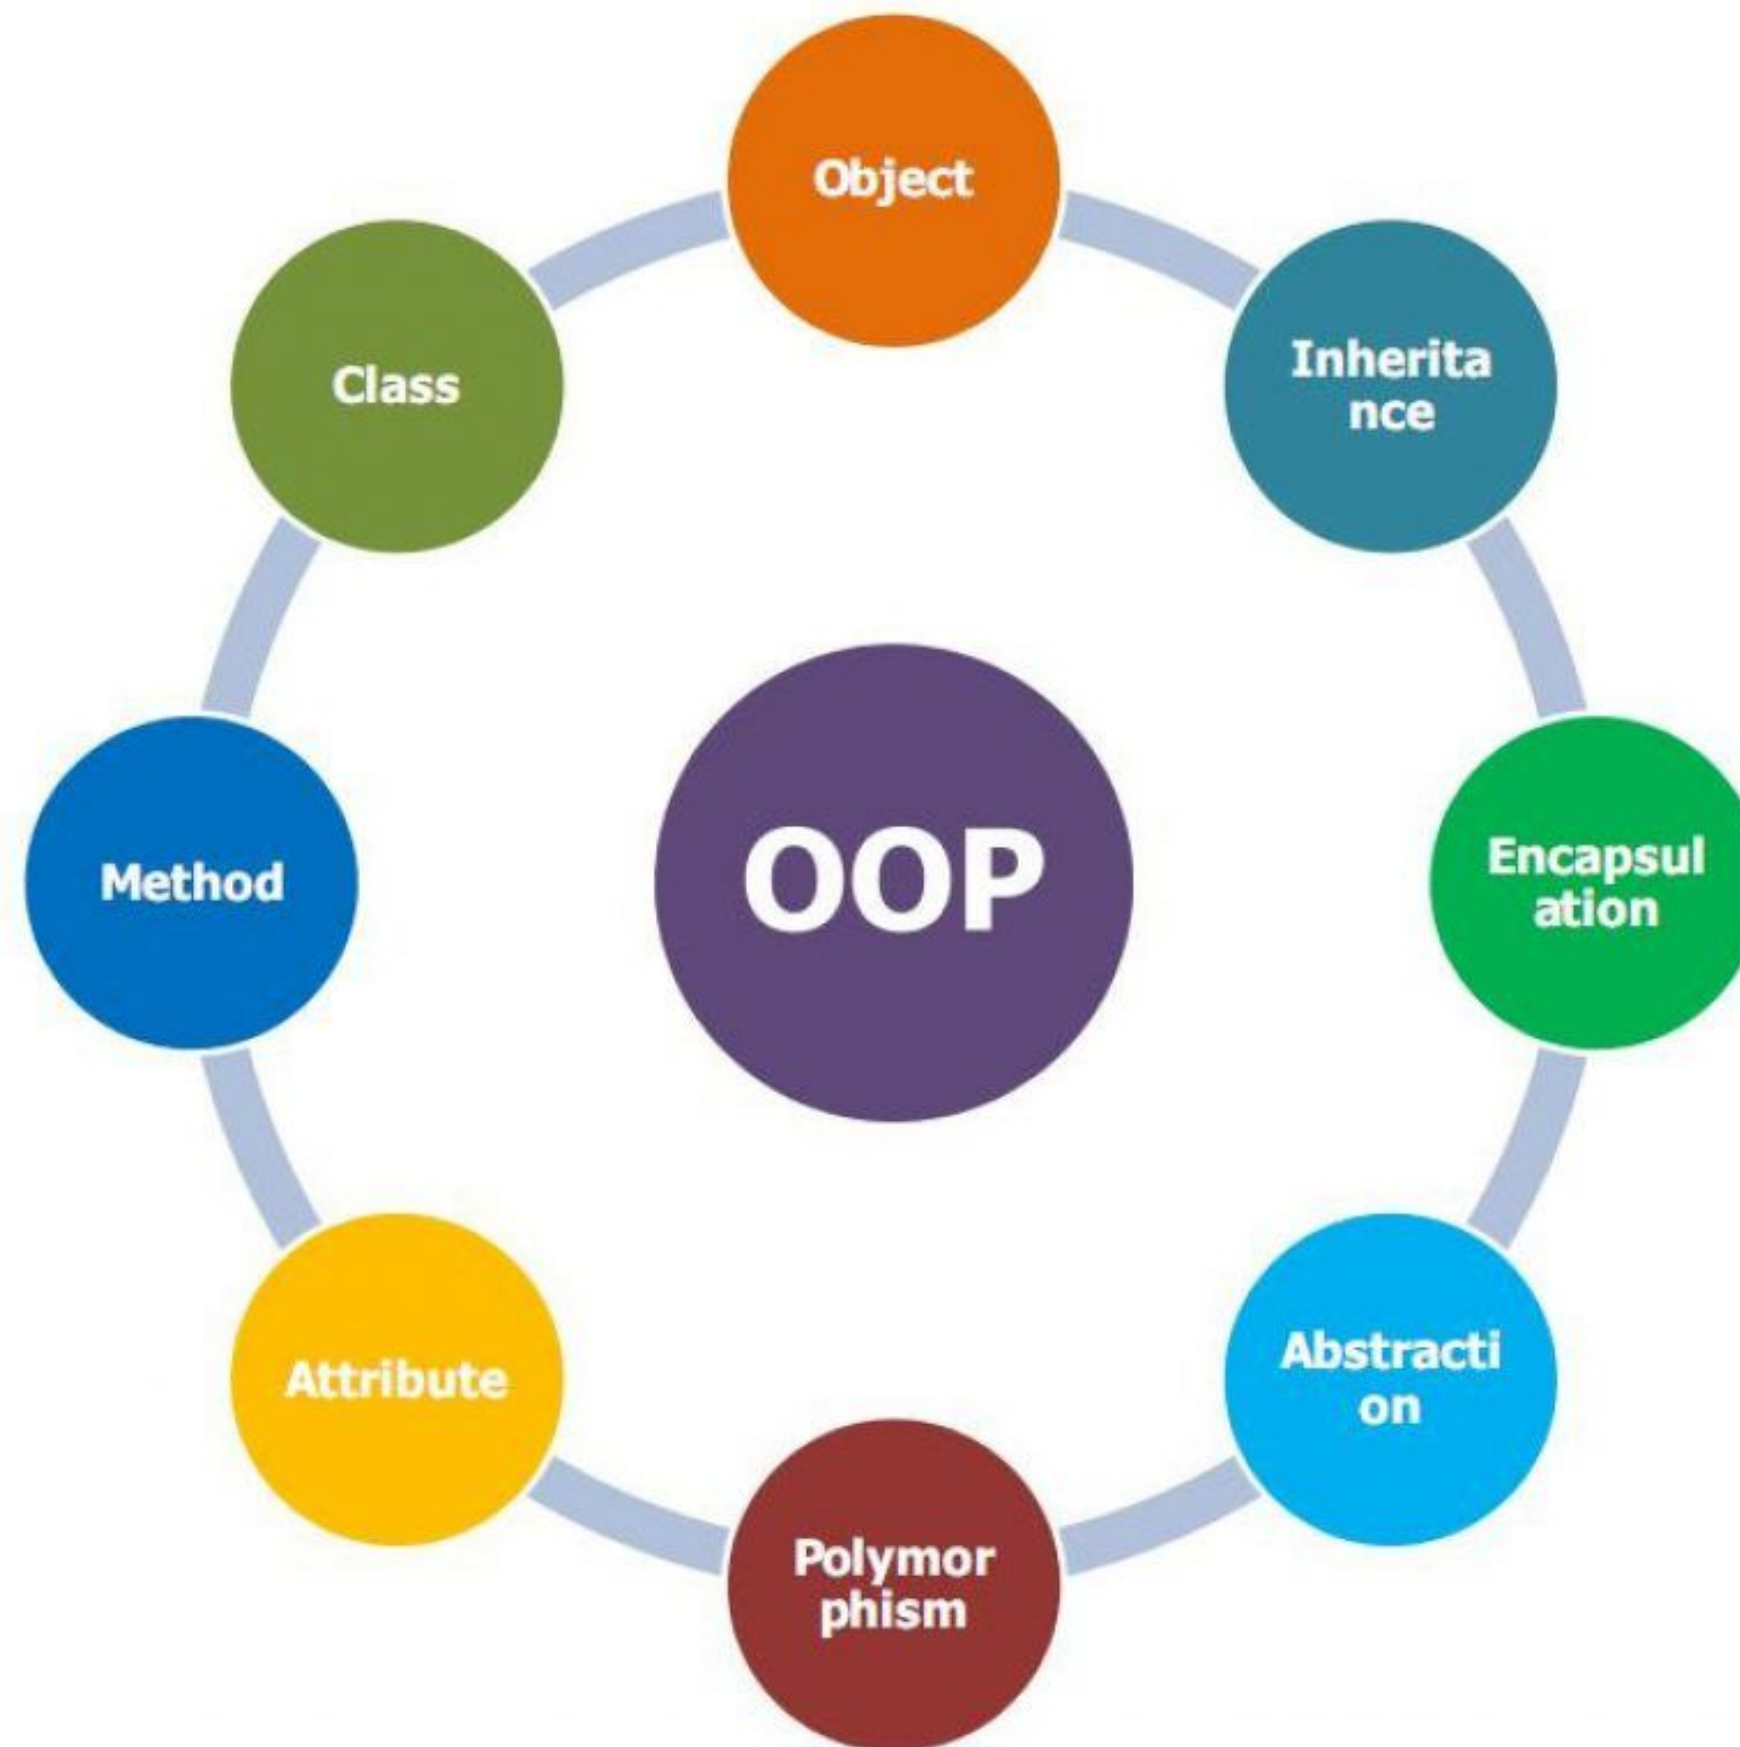 Object
Inherita
nce
Encapsul
ation
Abstracti
on
Polymor
phism
Attribute
Method
Class
OOP